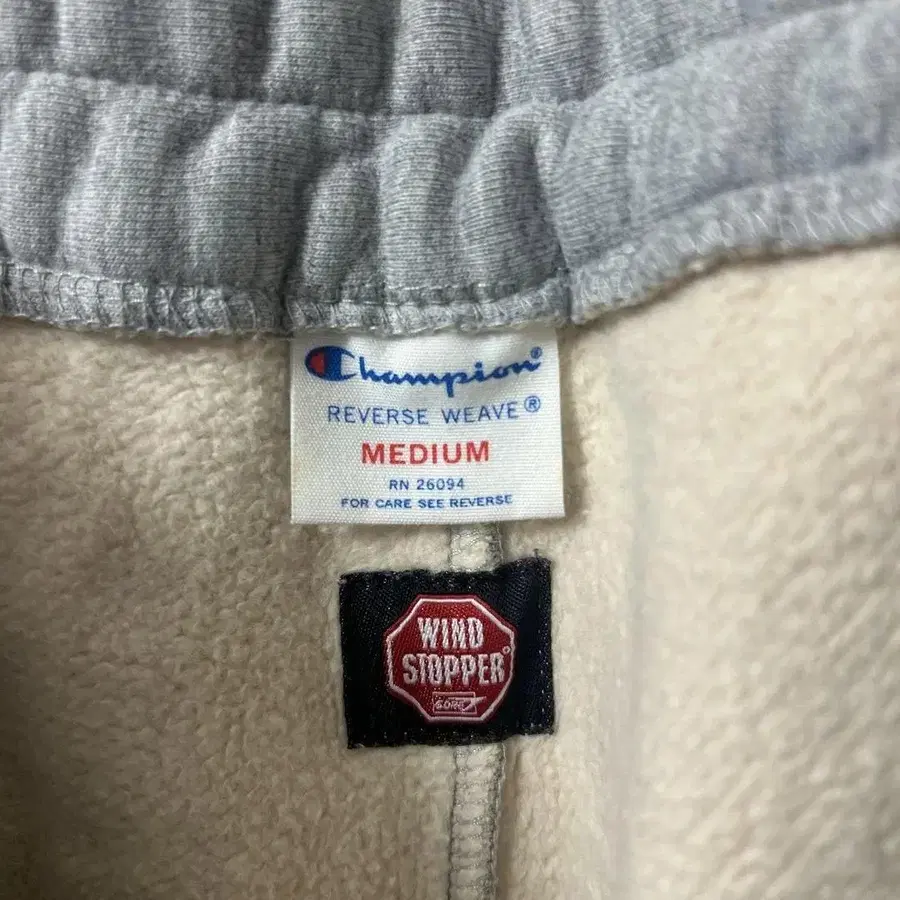 Champion®
REVERSE WEAVE®
MEDIUM
RN 26094
FOR CARE SEE REVERSE
WIND
STOPPER®
GORE